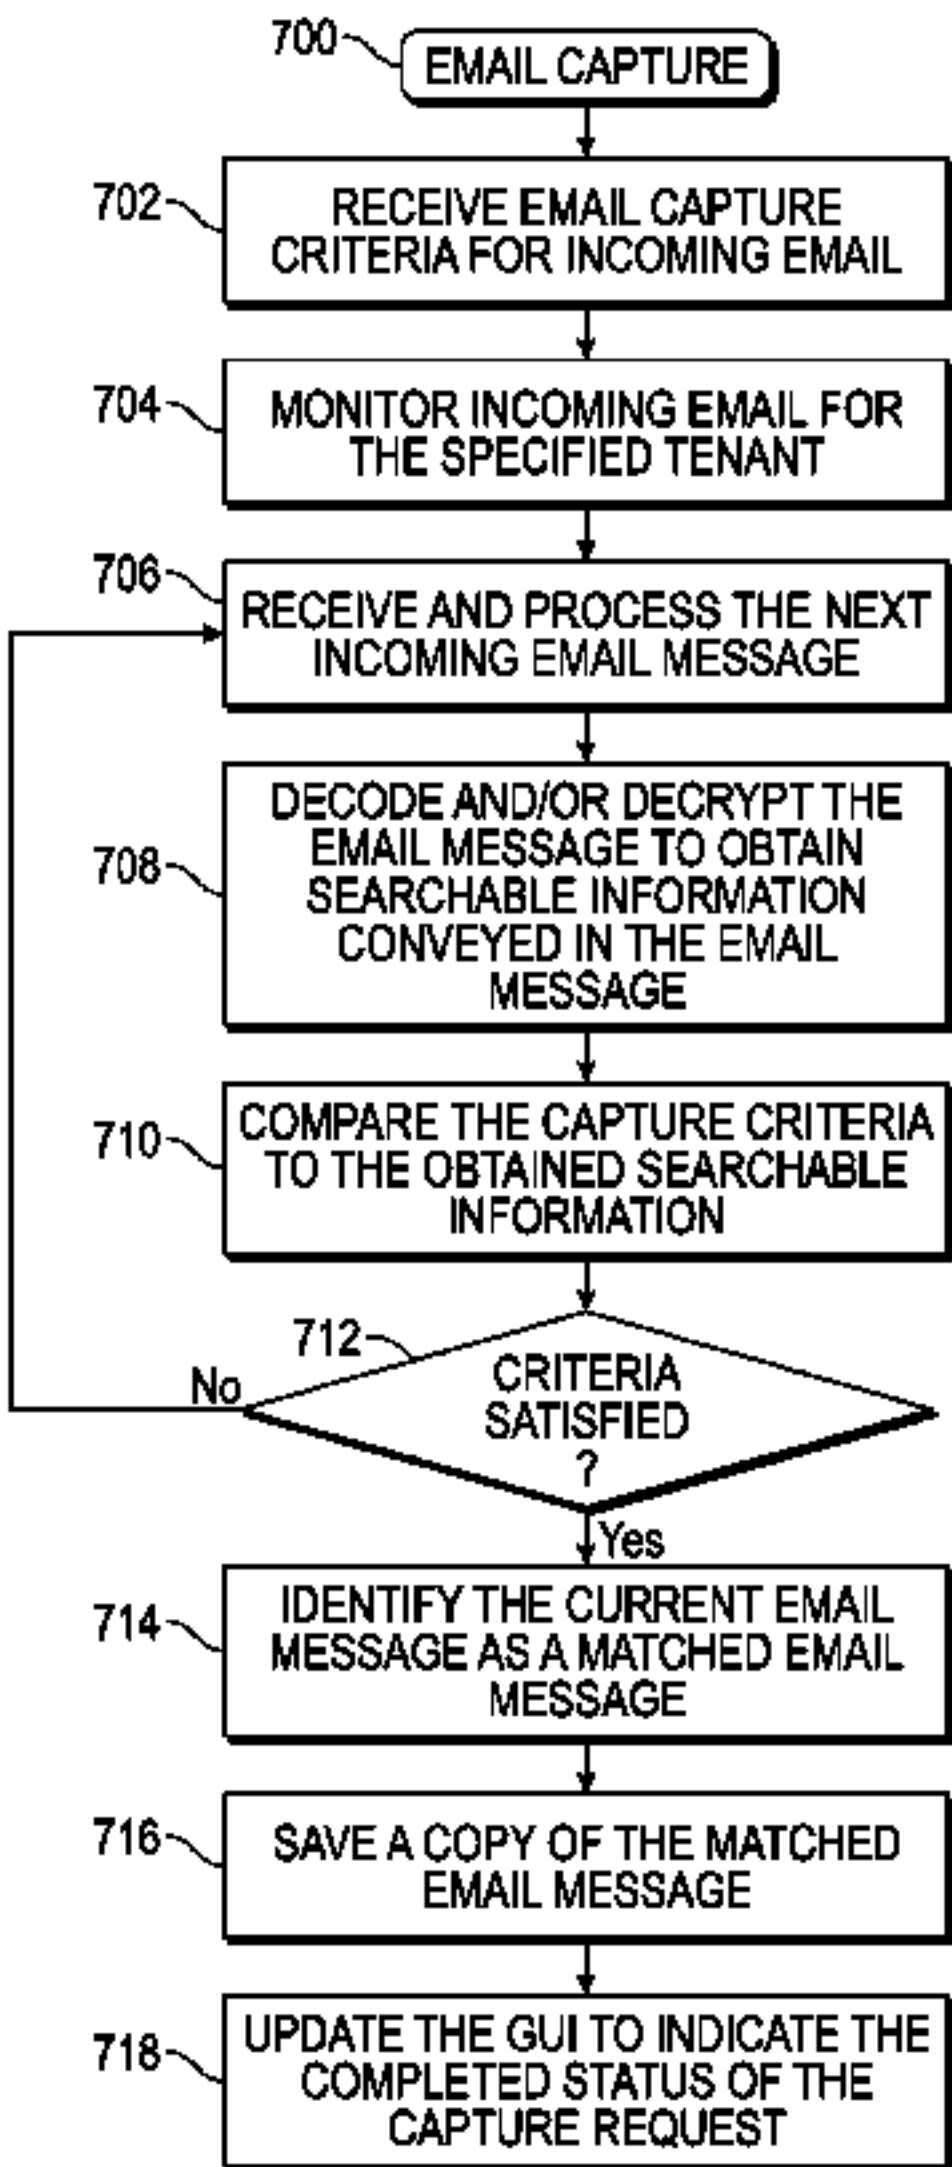 700
EMAIL CAPTURE
702
RECEIVE EMAIL CAPTURE
CRITERIA FOR INCOMING EMAIL
704
MONITOR INCOMING EMAIL FOR
THE SPECIFIED TENANT
706
RECEIVE AND PROCESS THE NEXT
INCOMING EMAIL MESSAGE
708
DECODE AND/OR DECRYPT THE
EMAIL MESSAGE TO OBTAIN
SEARCHABLE INFORMATION
CONVEYED IN THE EMAIL
MESSAGE
710
COMPARE THE CAPTURE CRITERIA
TO THE OBTAINED SEARCHABLE
INFORMATION
712
CRITERIA
SATISFIED
?
No
Yes
714
IDENTIFY THE CURRENT EMAIL
MESSAGE AS A MATCHED EMAIL
MESSAGE
716
SAVE A COPY OF THE MATCHED
EMAIL MESSAGE
718
UPDATE THE GUI TO INDICATE THE
COMPLETED STATUS OF THE
CAPTURE REQUEST